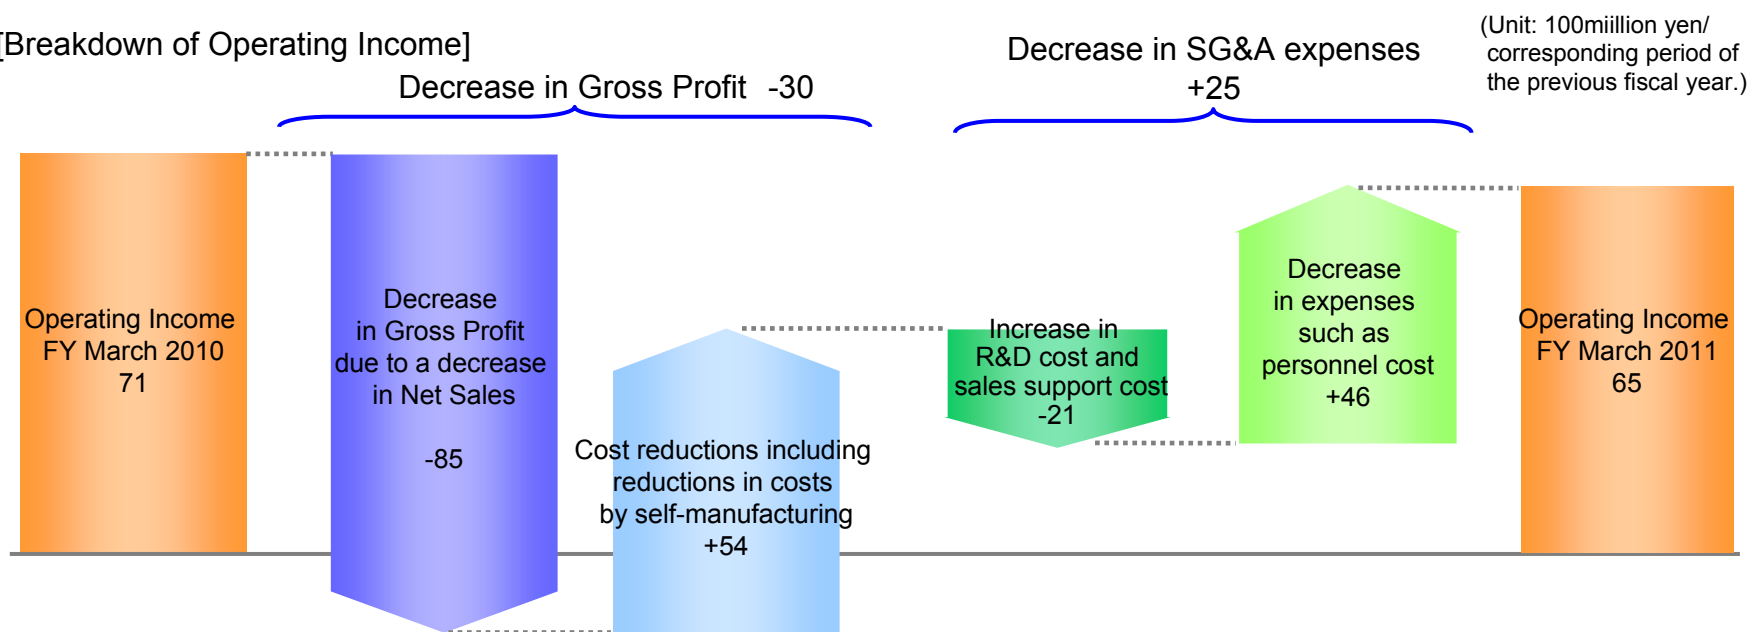 [Breakdown of Operating Income]
Decrease in Gross Profit -30
Decrease in SG&A expenses
+25
(Unit: 100miillion yen/
corresponding period of
the previous fiscal year.)
Operating Income
FY March 2010
71
Decrease
in Gross Profit
due to a decrease
in Net Sales
-85
Cost reductions including
reductions in costs
by self-manufacturing
+54
Increase in
R&D cost and
sales support cost
-21
Decrease
in expenses
such as
personnel cost
+46
Operating Income
FY March 2011
65